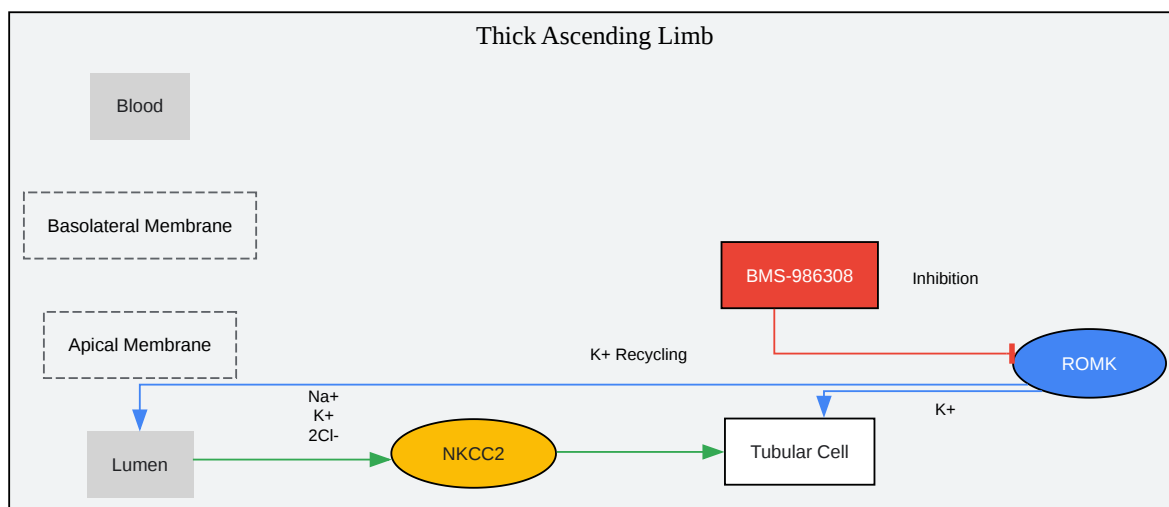 Thick Ascending Limb
Blood
Basolateral Membrane
BMS-986308
Inhibition
Apical Membrane
K+ Recycling
ROMK
Na+
K+
2Cl-
K+
Lumen
NKCC2
Tubular Cell